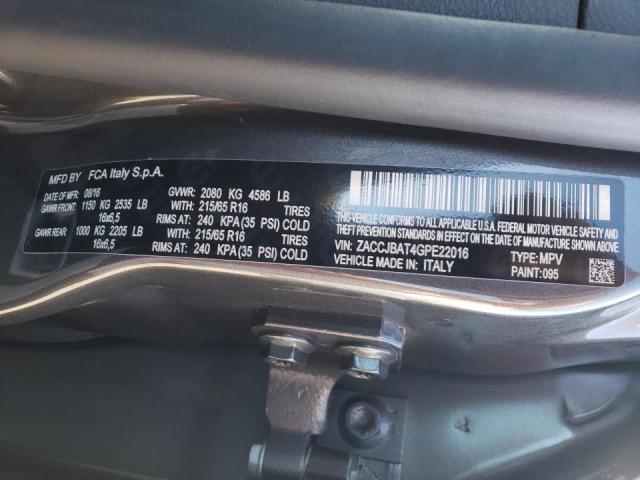 MFD BY FCA Italy S.p.A.
DATE OF MFD: 08/16 GVWR: 2080 KG 4586 LB
GAWR FRONT: 1150 KG 2535 LB WITH: 215/65 R16 TIRES
16x6,5 RIMS AT: 240 KPA(35 PSI) COLD
GAWR REAR: 1000 KG 2205 LB WITH: 215/65 R16 TIRES
16x6,5 RIMS AT: 240 KPA(35 PSI) COLD
THIS VEHICLE CONFORMS TO ALL APPLICABLE U.S.A. FEDERAL MOTOR VEHICLE
SAFETY, BUMPER, AND THEFT PREVENTION STANDARDS IN EFFECT ON THE
DATE OF MANUFACTURE SHOWN ABOVE.
VIN: ZACCJBAT4GPE22016 TYPE: MPV
VEHICLE MADE IN: ITALY PAINT: 095